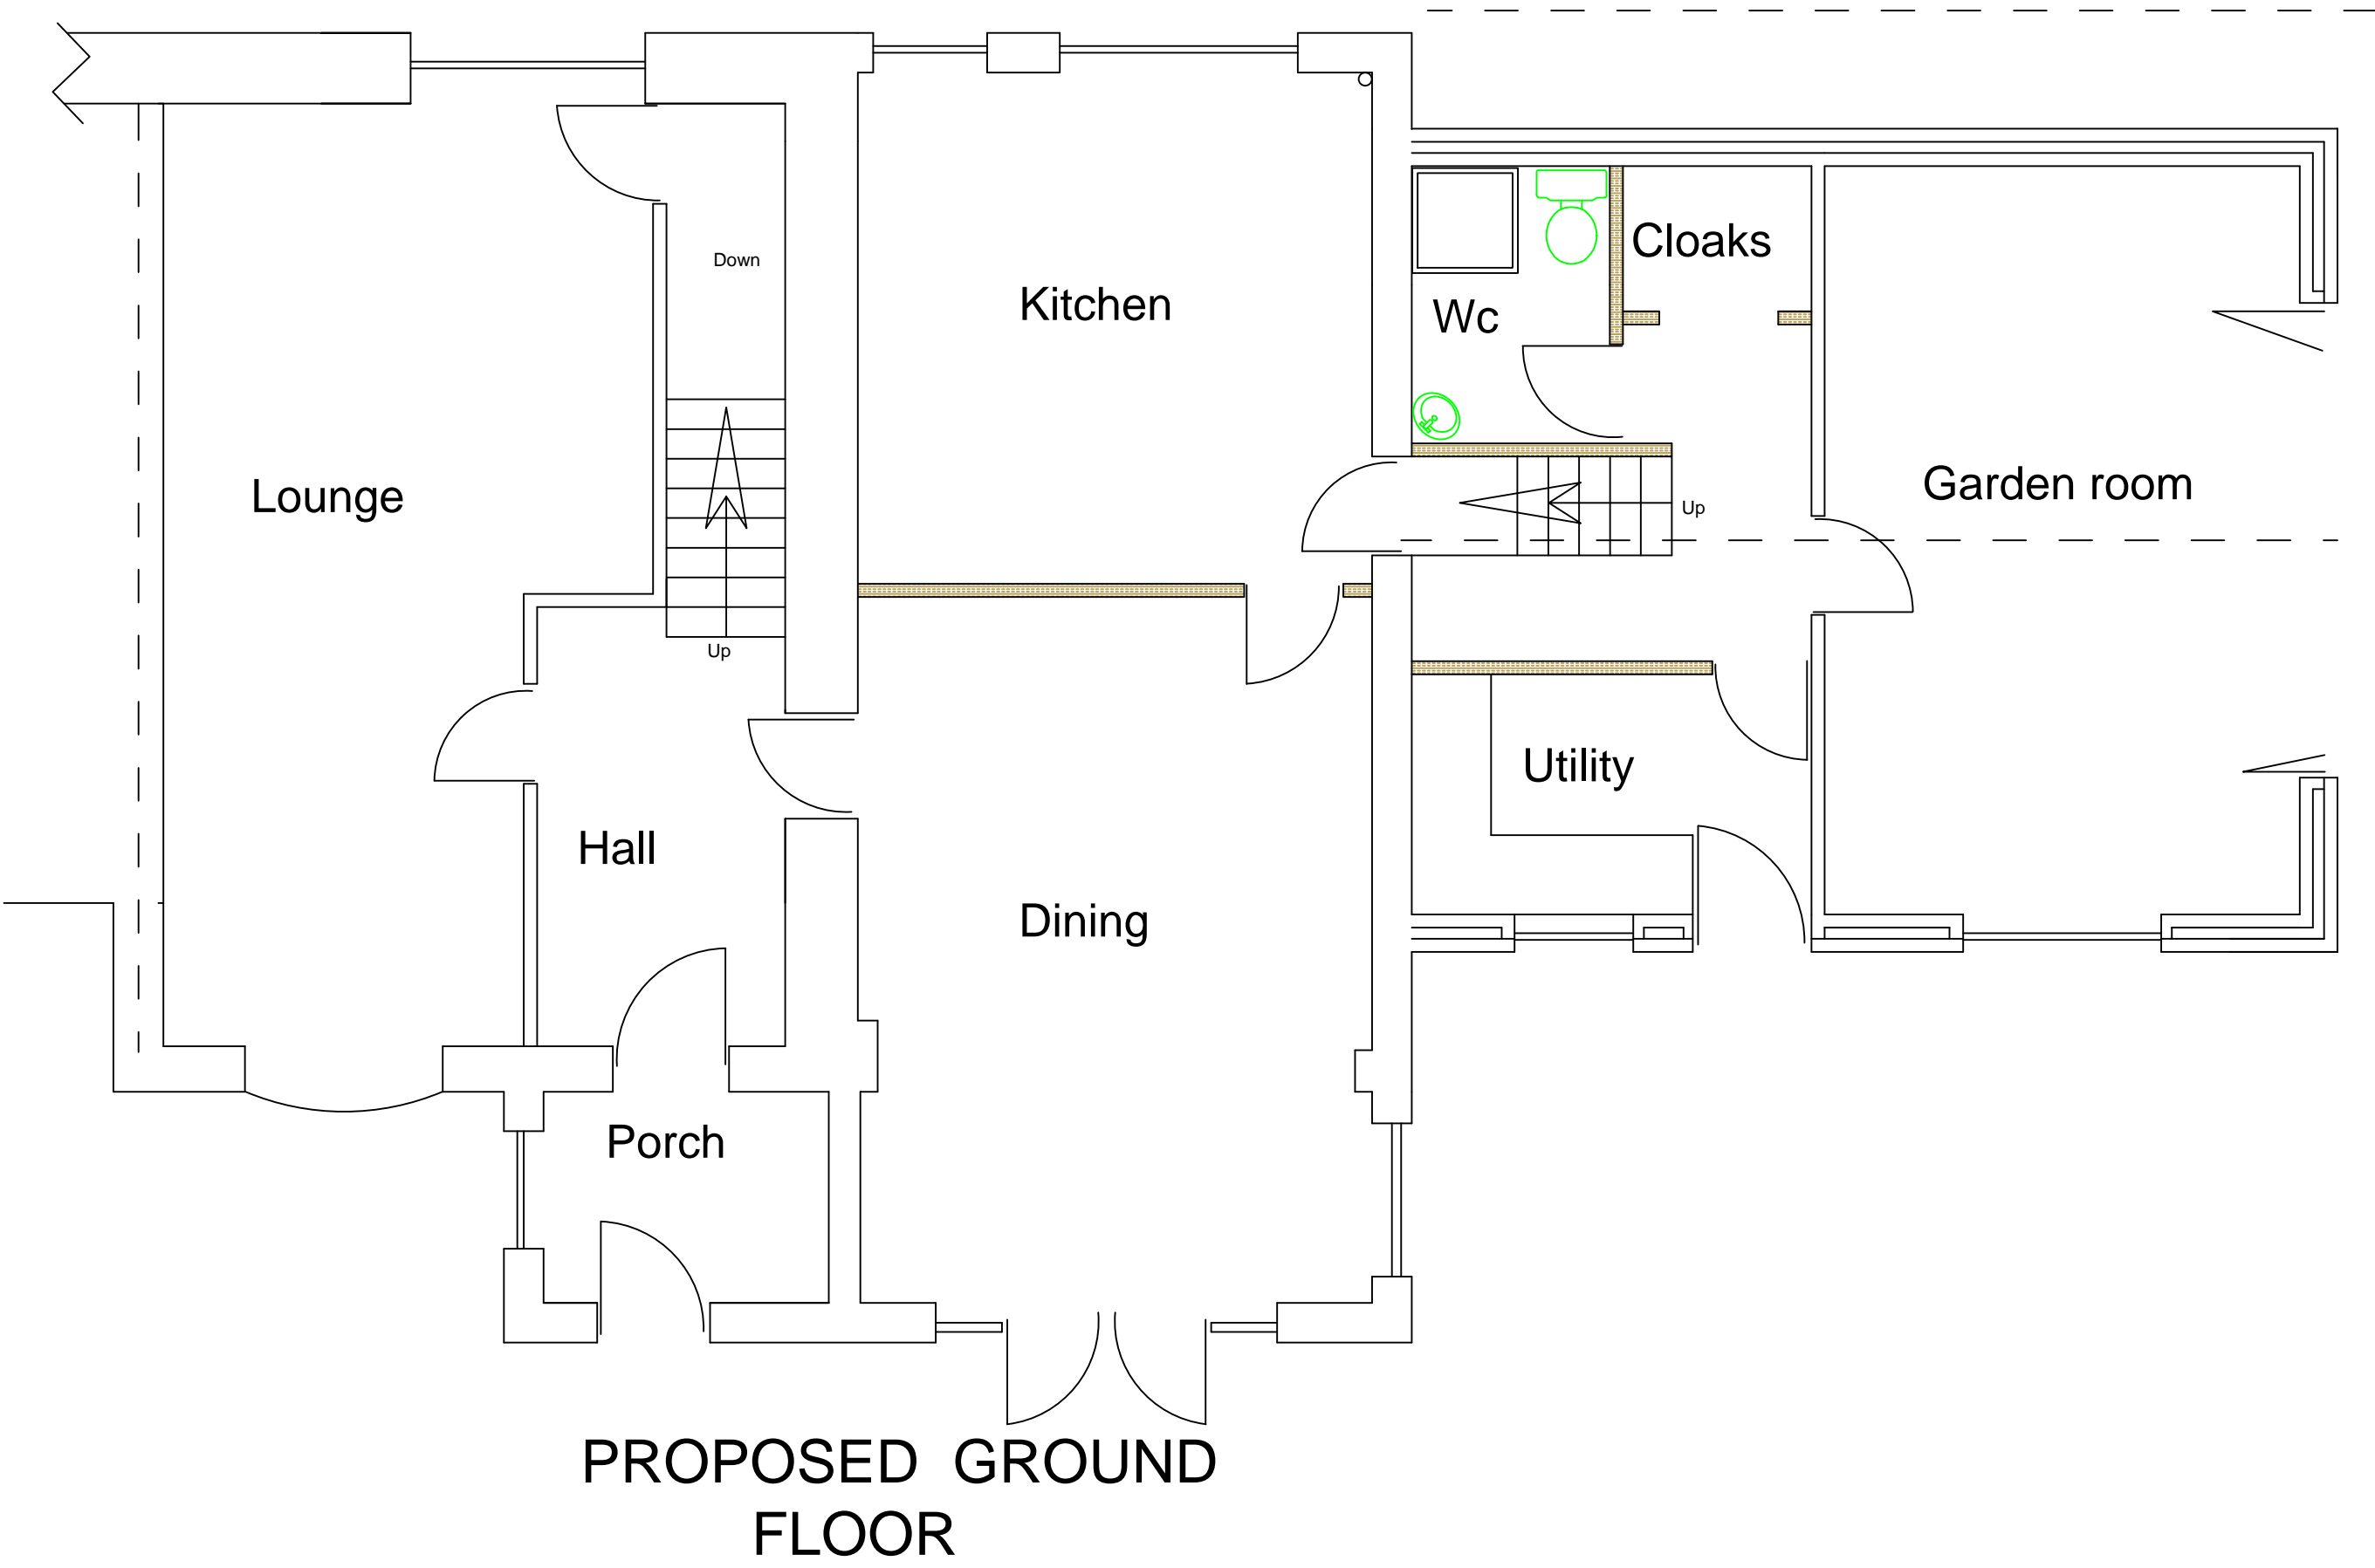 Cloaks
Down
Kitchen
Wc
Lounge
Garden room
Up
Up
Utility
Hall
Dining
Porch
PROPOSED GROUND
FLOOR